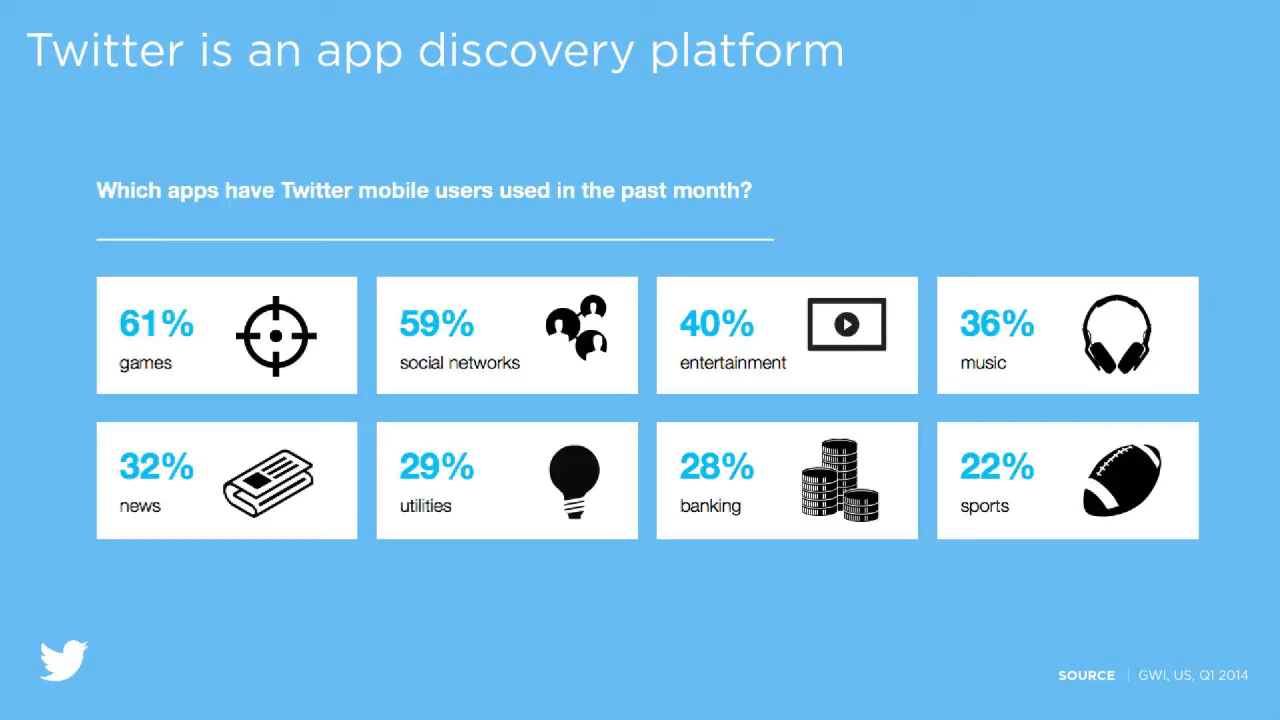 Twitter is an app discovery platform
Which apps have Twitter mobile users used in the past month?
61%
games
59%
social networks
40%
entertainment
36%
music
32%
news
29%
utilities
28%
banking
22%
sports
SOURCE | GWI, US, Q1 2014